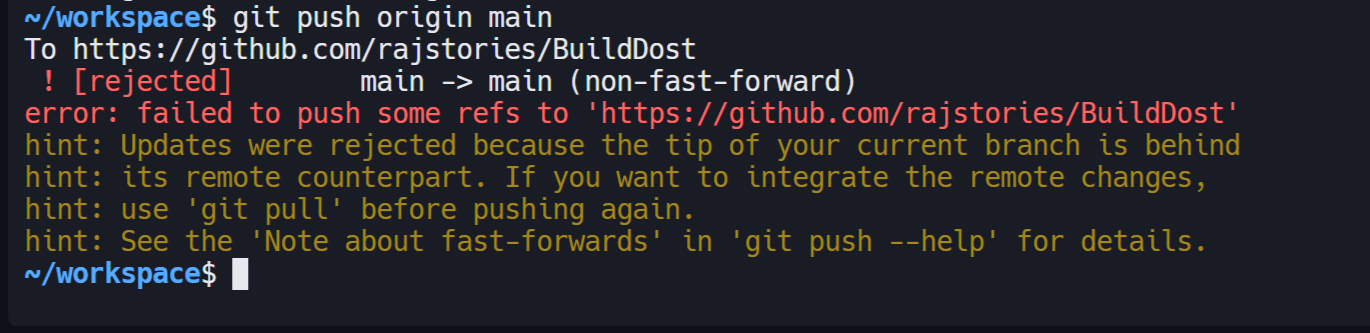 ~/workspace$ git push origin main
To https://github.com/rajstories/BuildDost
 ! [rejected]        main -> main (non-fast-forward)
error: failed to push some refs to 'https://github.com/rajstories/BuildDost'
hint: Updates were rejected because the tip of your current branch is behind
hint: its remote counterpart. If you want to integrate the remote changes,
hint: use 'git pull' before pushing again.
hint: See the 'Note about fast-forwards' in 'git push --help' for details.
~/workspace$